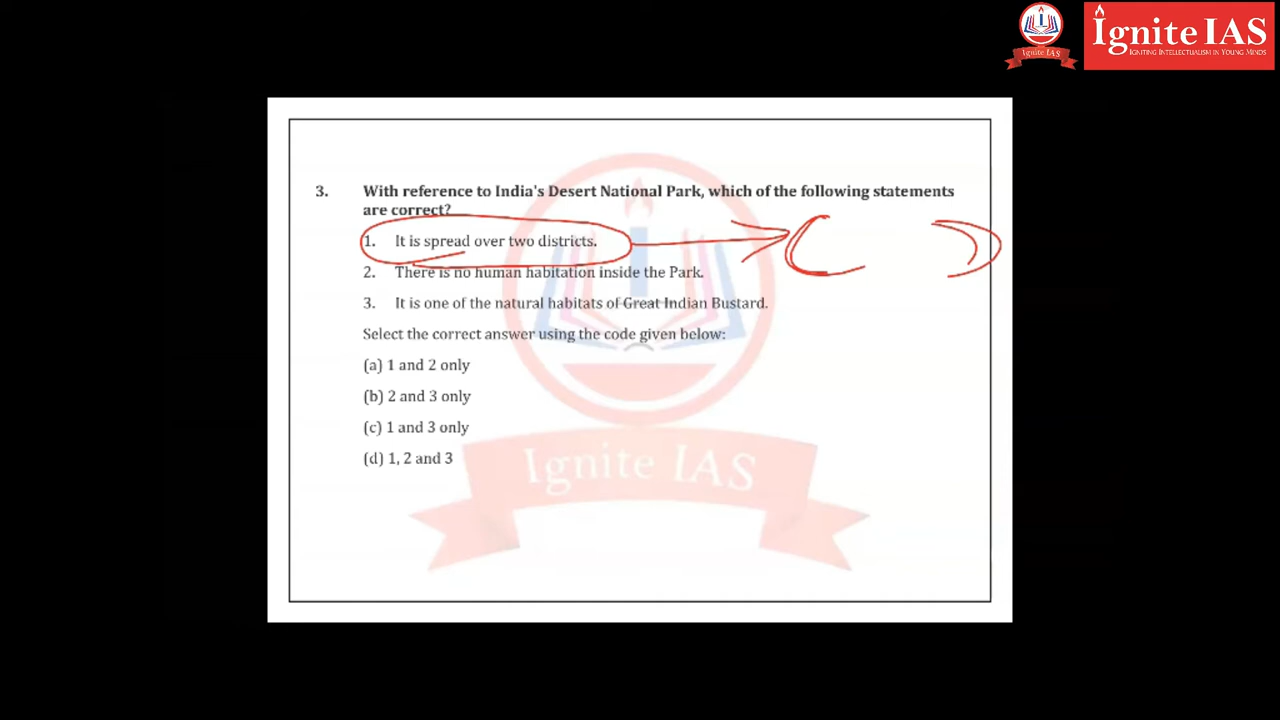 Ignite IAS
IgniteIAS
IGNITING INTELLECTUALISM IN YOUNG MINDS
3. With reference to India's Desert National Park, which of the following statements
are correct?
1. It is spread over two districts.
2. There is no human habitation inside the Park.
3. It is one of the natural habitats of Great Indian Bustard.
Select the correct answer using the code given below:
(a) 1 and 2 only
(b) 2 and 3 only
(c) 1 and 3 only
(d) 1, 2 and 3
Ignite IAS